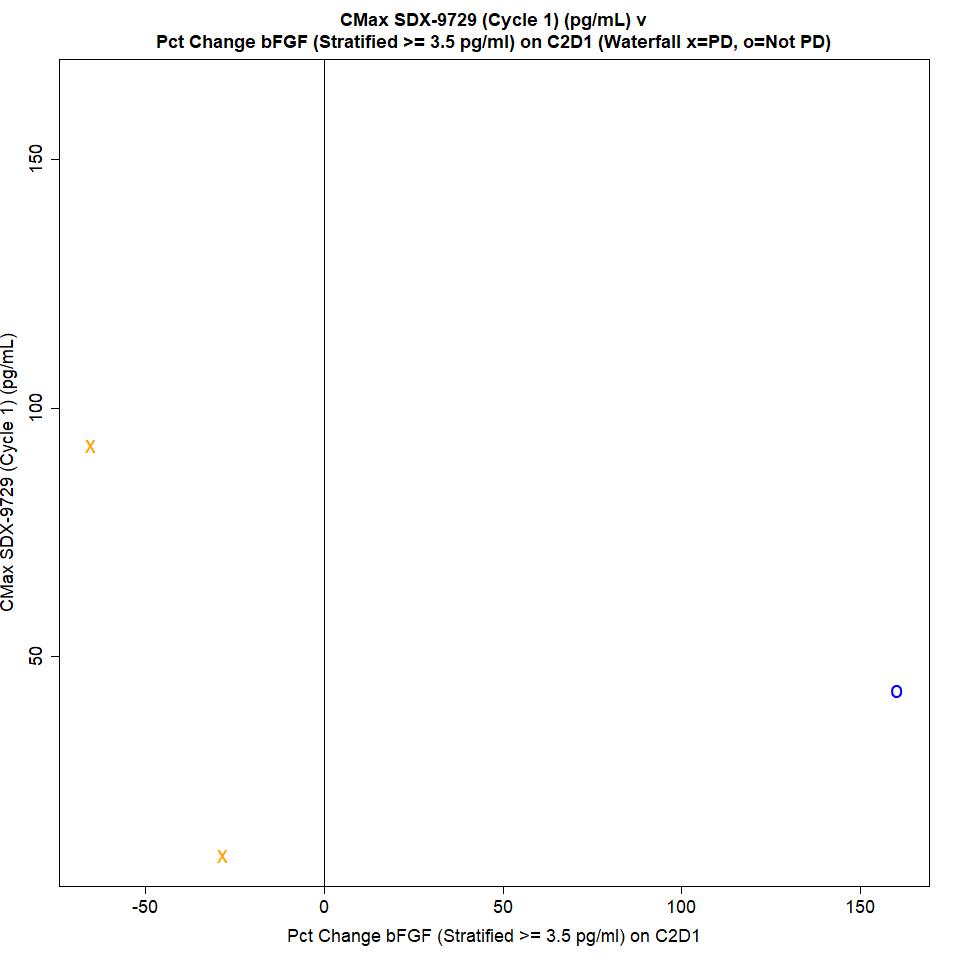 CMax SDX-9729 (Cycle 1) (pg/mL) v
Pct Change bFGF (Stratified >= 3.5 pg/ml) on C2D1 (Waterfall x=PD, o=Not PD)
CMax SDX-9729 (Cycle 1) (pg/mL)
150
100
50
x
o
x
-50
0
50
100
150
Pct Change bFGF (Stratified >= 3.5 pg/ml) on C2D1